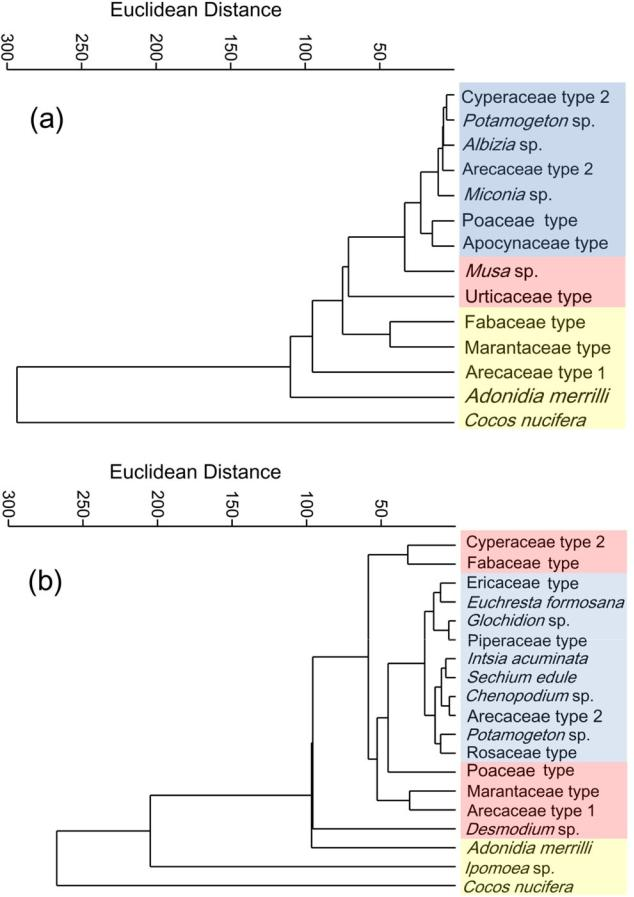 Euclidean Distance
300 250 200 150 100 50
(a)
Cyperaceae type 2
Potamogeton sp.
Albizia sp.
Arecaceae type 2
Miconia sp.
Poaceae type
Apocynaceae type
Musa sp.
Urticaceae type
Fabaceae type
Marantaceae type
Arecaceae type 1
Adonidia merrilli
Cocos nucifera
Euclidean Distance
300 250 200 150 100 50
(b)
Cyperaceae type 2
Fabaceae type
Ericaceae type
Euchresta formosana
Glochidion sp.
Piperaceae type
Intsia acuminata
Sechium edule
Chenopodium sp.
Arecaceae type 2
Potamogeton sp.
Rosaceae type
Poaceae type
Marantaceae type
Arecaceae type 1
Desmodium sp.
Adonidia merrilli
Ipomoea sp.
Cocos nucifera